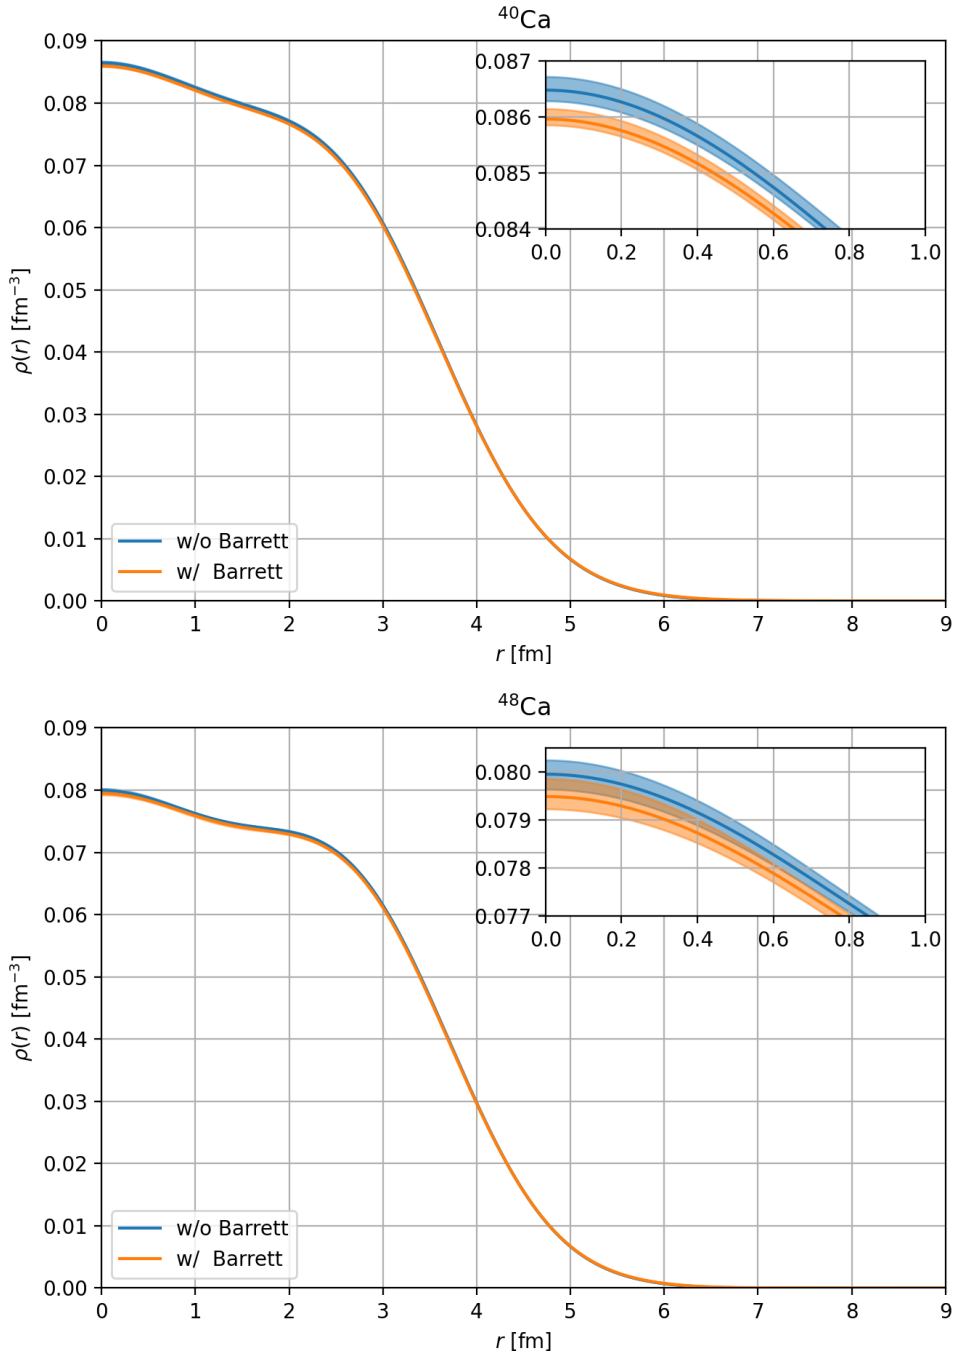 ⁴⁰Ca
0.09
0.08
0.07
0.06
0.05
0.04
0.03
0.02
0.01
0.00
ρ(r) [fm⁻³]
0.087
0.086
0.085
0.084
0.0 0.2 0.4 0.6 0.8 1.0
w/o Barrett
w/ Barrett
0 1 2 3 4 5 6 7 8 9
r [fm]
⁴⁸Ca
0.09
0.08
0.07
0.06
0.05
0.04
0.03
0.02
0.01
0.00
ρ(r) [fm⁻³]
0.080
0.079
0.078
0.077
0.0 0.2 0.4 0.6 0.8 1.0
w/o Barrett
w/ Barrett
0 1 2 3 4 5 6 7 8 9
r [fm]